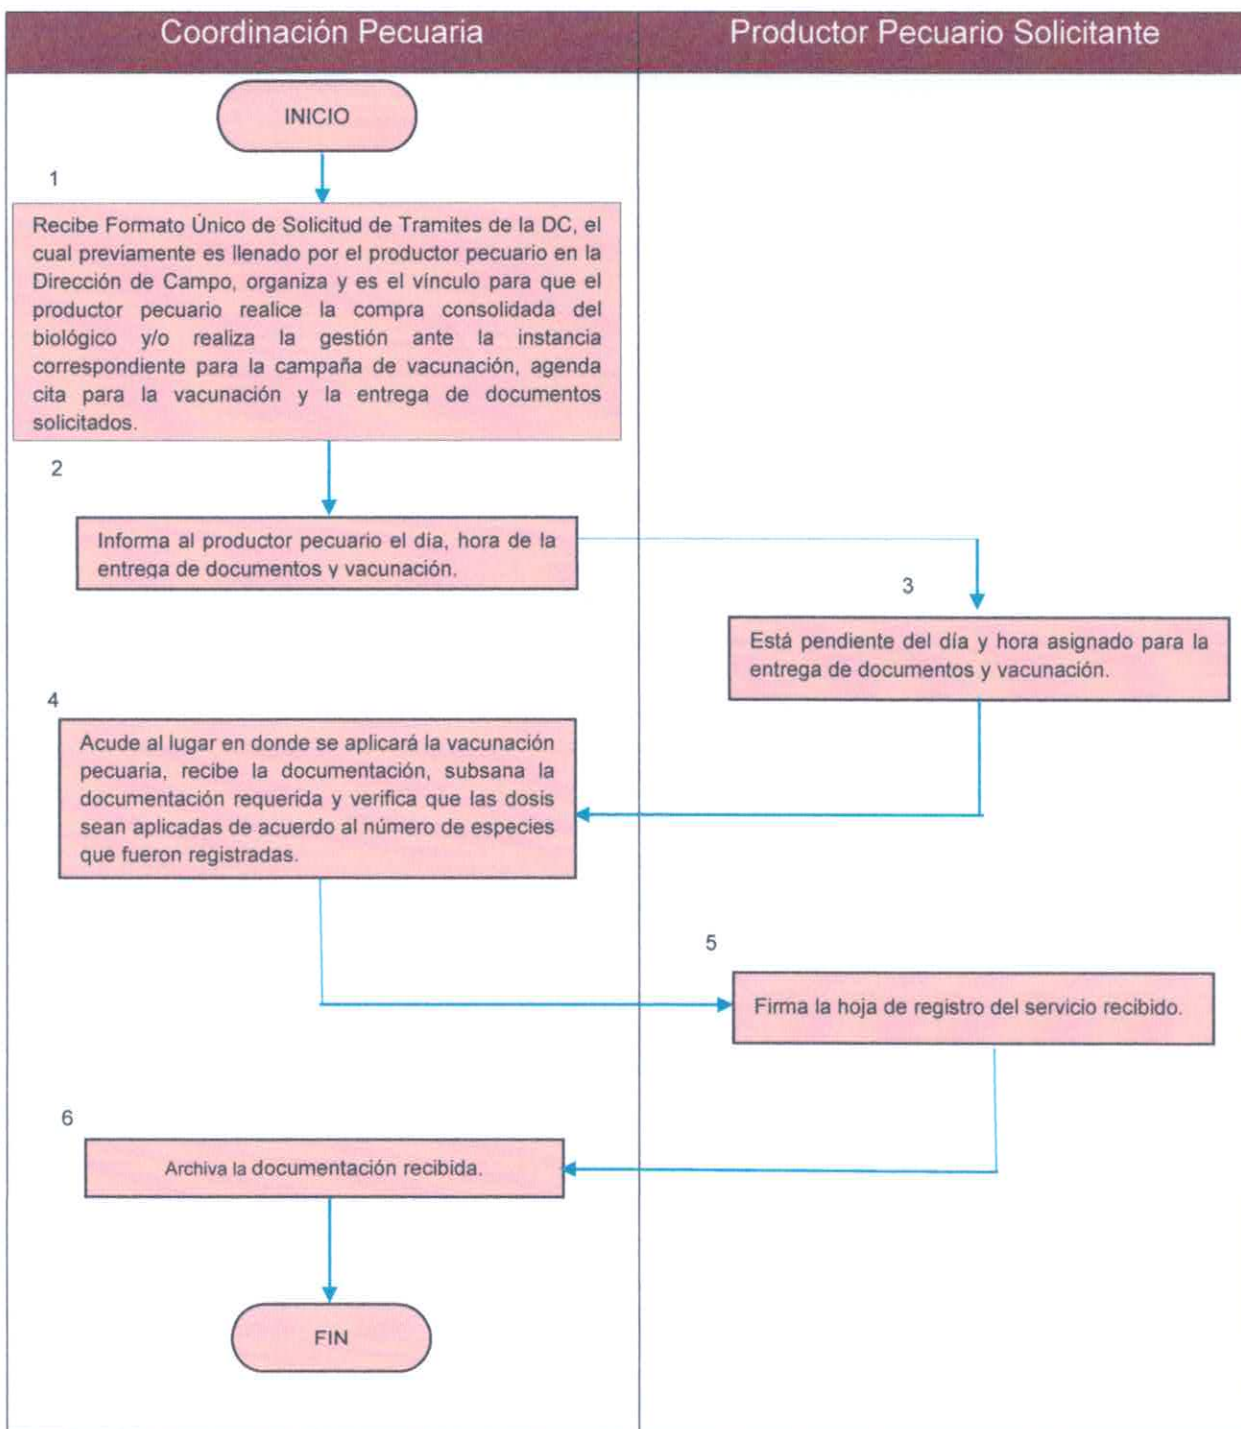 Coordinación Pecuaria
Productor Pecuario Solicitante
INICIO
1
Recibe Formato Único de Solicitud de Tramites de la DC, el
cual previamente es llenado por el productor pecuario en la
Dirección de Campo, organiza y es el vínculo para que el
productor pecuario realice la compra consolidada del
biológico y/o realiza la gestión ante la instancia
correspondiente para la campaña de vacunación, agenda
cita para la vacunación y la entrega de documentos
solicitados.
2
Informa al productor pecuario el día, hora de la
entrega de documentos y vacunación.
3
Está pendiente del día y hora asignado para la
entrega de documentos y vacunación.
4
Acude al lugar en donde se aplicará la vacunación
pecuaria, recibe la documentación, subsana la
documentación requerida y verifica que las dosis
sean aplicadas de acuerdo al número de especies
que fueron registradas.
5
Firma la hoja de registro del servicio recibido.
6
Archiva la documentación recibida.
FIN